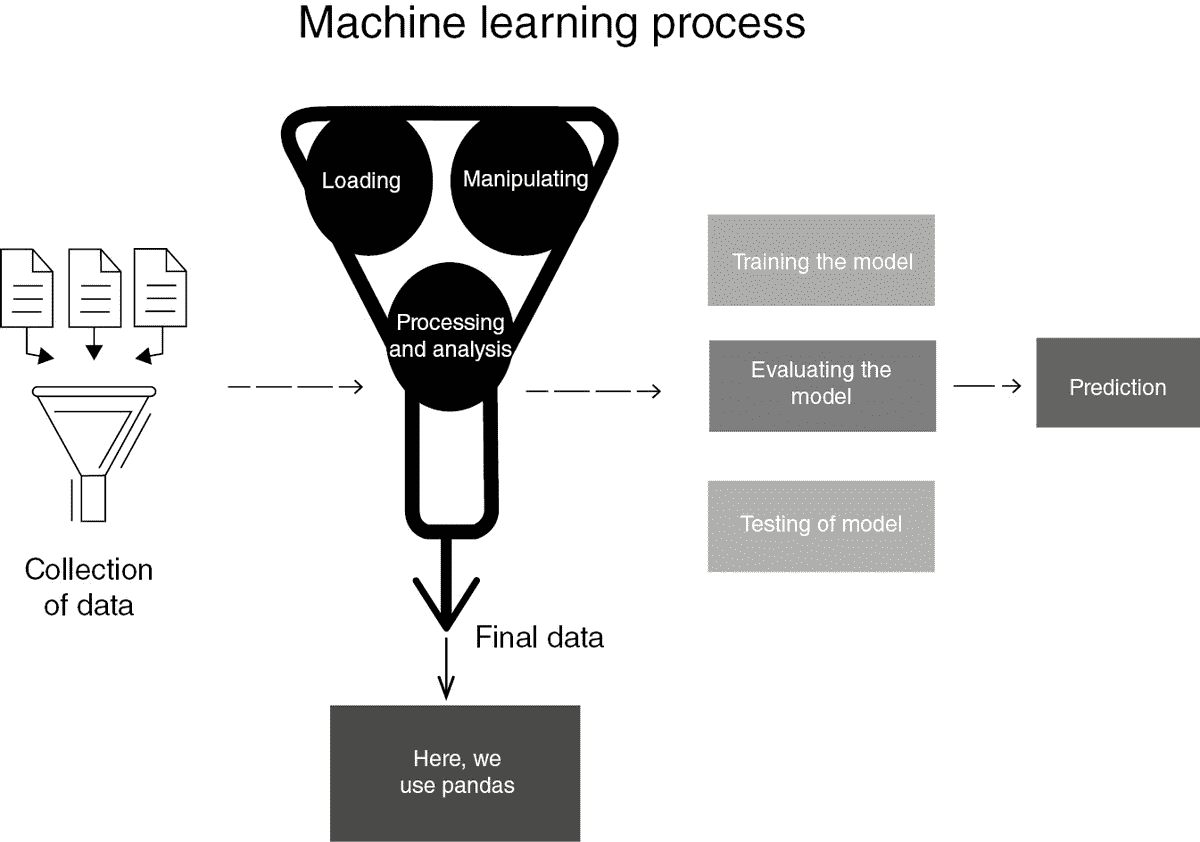 Machine learning process
Loading
Manipulating
Processing
and analysis
Collection
of data
Training the model
Evaluating the
model
Testing of model
Prediction
Final data
Here, we
use pandas